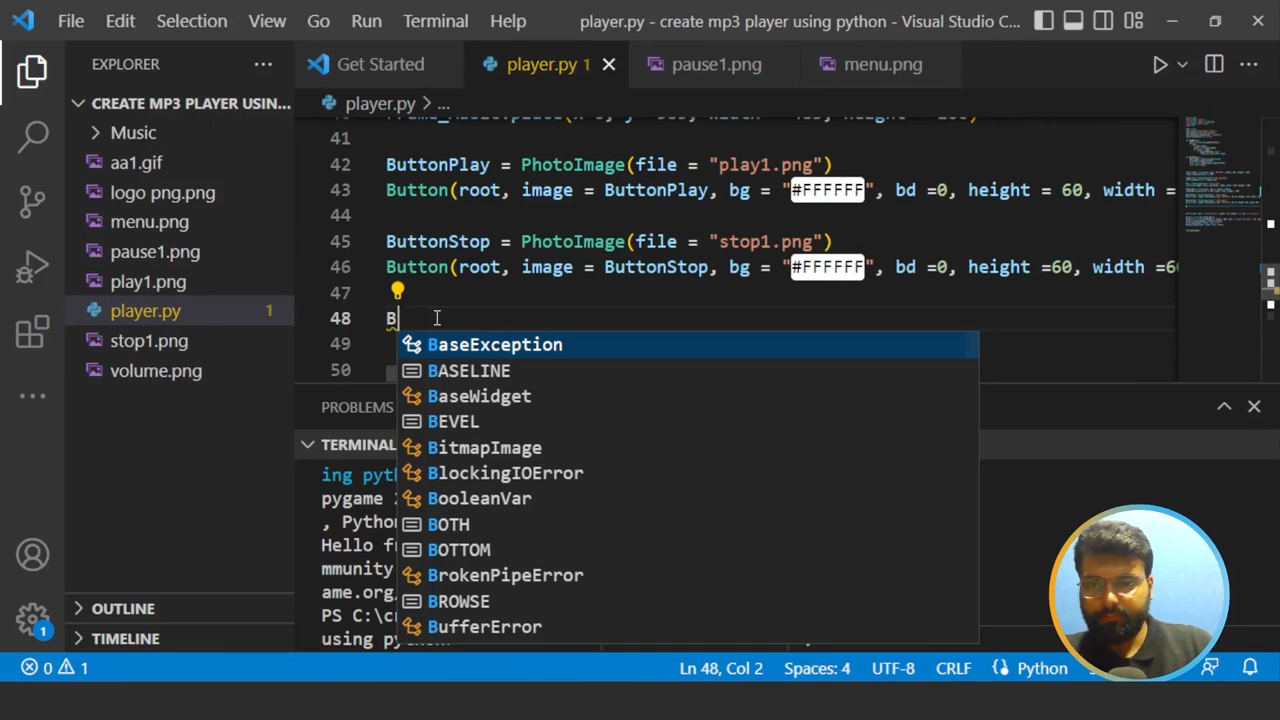 File Edit Selection View Go Run Terminal Help player.py - create mp3 player using python - Visual Studio C...
EXPLORER
Get Started
player.py 1
pause1.png
menu.png
CREATE MP3 PLAYER USIN...
Music
aa1.gif
logo png.png
menu.png
pause1.png
play1.png
player.py 1
stop1.png
volume.png
OUTLINE
TIMELINE
1
player.py > ...
41
42 ButtonPlay = PhotoImage(file = "play1.png")
43 Button(root, image = ButtonPlay, bg = "#FFFFFF", bd =0, height = 60, width =
44
45 ButtonStop = PhotoImage(file = "stop1.png")
46 Button(root, image = ButtonStop, bg = "#FFFFFF", bd =0, height =60, width =6
47
48 B
49
50
BaseException
BASELINE
BaseWidget
BEVEL
BitmapImage
BlockingIOError
BooleanVar
BOTH
BOTTOM
BrokenPipeError
BROWSE
BufferError
PROBLEMS
TERMINAL
ing pyth
pygame
, Python
Hello fr
mmunity
ame.org
PS C:\cr
using python
0 1 Ln 48, Col 2 Spaces: 4 UTF-8 CRLF Python